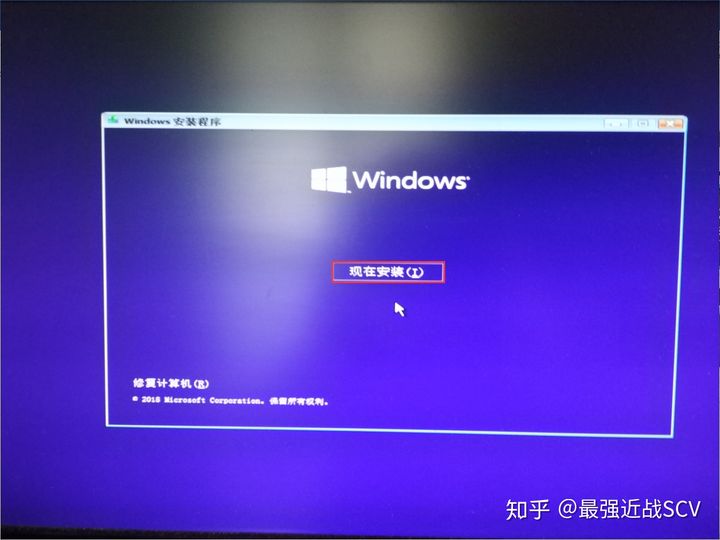 Windows 安装程序
Windows
现在安装(I)
修复计算机(R)
© 2018 Microsoft Corporation。保留所有权利。
知乎 @最强近战SCV